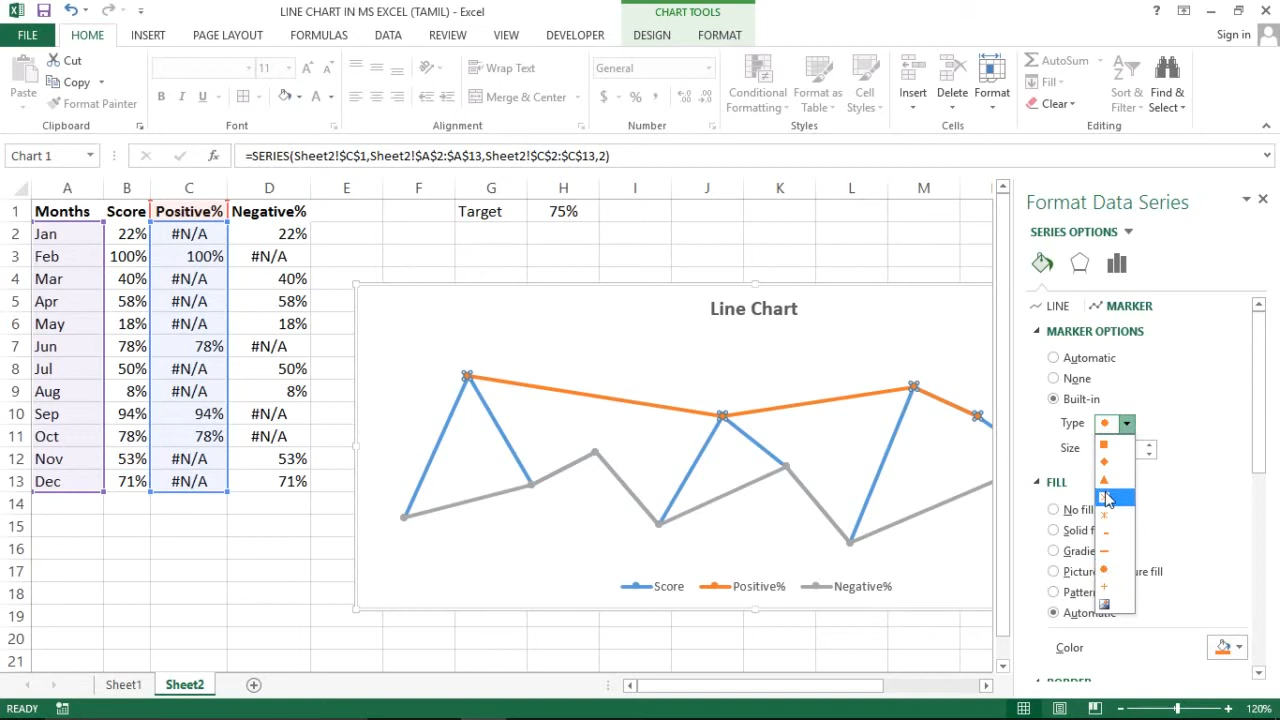 LINE CHART IN MS EXCEL (TAMIL) - Excel
CHART TOOLS
?
FILE HOME INSERT PAGE LAYOUT FORMULAS DATA REVIEW VIEW DEVELOPER DESIGN FORMAT
Sign in
Paste
Cut
Copy
Format Painter
Clipboard
11
B I U
Font
Wrap Text
Merge & Center
Alignment
General
$ % ,
Number
Conditional Formatting
Format as Table
Cell Styles
Styles
Insert Delete Format
Cells
AutoSum
Fill
Clear
Sort & Filter
Find & Select
Editing
Chart 1
fx
=SERIES(Sheet2!$C$1,Sheet2!$A$2:$A$13,Sheet2!$C$2:$C$13,2)
A B C D E F G H I J K L M
1 Months Score Positive% Negative% Target 75%
2 Jan 22% #N/A 22%
3 Feb 100% 100% #N/A
4 Mar 40% #N/A 40%
5 Apr 58% #N/A 58%
6 May 18% #N/A 18%
7 Jun 78% 78% #N/A
8 Jul 50% #N/A 50%
9 Aug 8% #N/A 8%
10 Sep 94% 94% #N/A
11 Oct 78% 78% #N/A
12 Nov 53% #N/A 53%
13 Dec 71% #N/A 71%
14
15
16
17
18
19
20
21
Line Chart
Score Positive% Negative%
Format Data Series
SERIES OPTIONS
LINE MARKER
MARKER OPTIONS
Automatic
None
Built-in
Type
Size
FILL
No fil
Solid f
Gradie
Pictur ure fill
Patter
Automatic
Color
BORDER
Sheet1 Sheet2
READY
120%